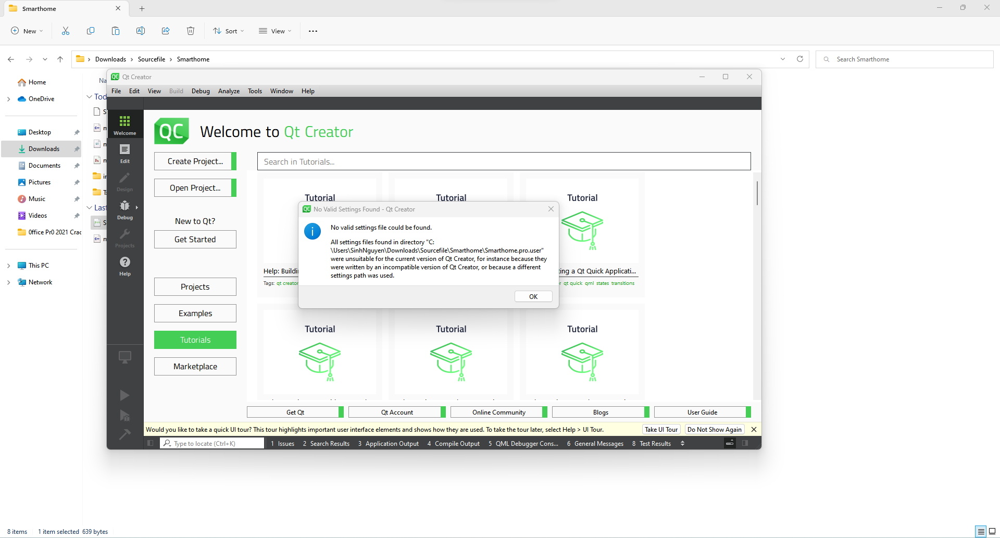 Smarthome
New
Sort
View
Downloads
Sourcefile
Smarthome
Search Smarthome
Home
OneDrive
Desktop
Downloads
Documents
Pictures
Music
Videos
0ffice Pr0 2021 Crac
This PC
Network
Na
Tod
S
m
m
m
in
Last
S
m
QC Qt Creator
File Edit View Build Debug Analyze Tools Window Help
Welcome
Edit
Design
Debug
Projects
Help
QC Welcome to Qt Creator
Create Project...
Open Project...
New to Qt?
Get Started
Projects
Examples
Tutorials
Marketplace
Search in Tutorials...
Tutorial
Tutorial
Tutorial
Help: Buildi
Tags: qt creator
ing a Qt Quick Applicati...
r qt quick qml states transitions
QC No Valid Settings Found - Qt Creator
No valid settings file could be found.
All settings files found in directory "C:
\Users\SinhNguyen\Downloads\Sourcefile\Smarthome\Smarthome.pro.user"
were unsuitable for the current version of Qt Creator, for instance because they
were written by an incompatible version of Qt Creator, or because a different
settings path was used.
OK
Tutorial
Tutorial
Tutorial
Get Qt
Qt Account
Online Community
Blogs
User Guide
Would you like to take a quick UI tour? This tour highlights important user interface elements and shows how they are used. To take the tour later, select Help > UI Tour.
Take UI Tour
Do Not Show Again
Type to locate (Ctrl+K)
1 Issues
2 Search Results
3 Application Output
4 Compile Output
5 QML Debugger Cons...
6 General Messages
8 Test Results
8 items
1 item selected 639 bytes